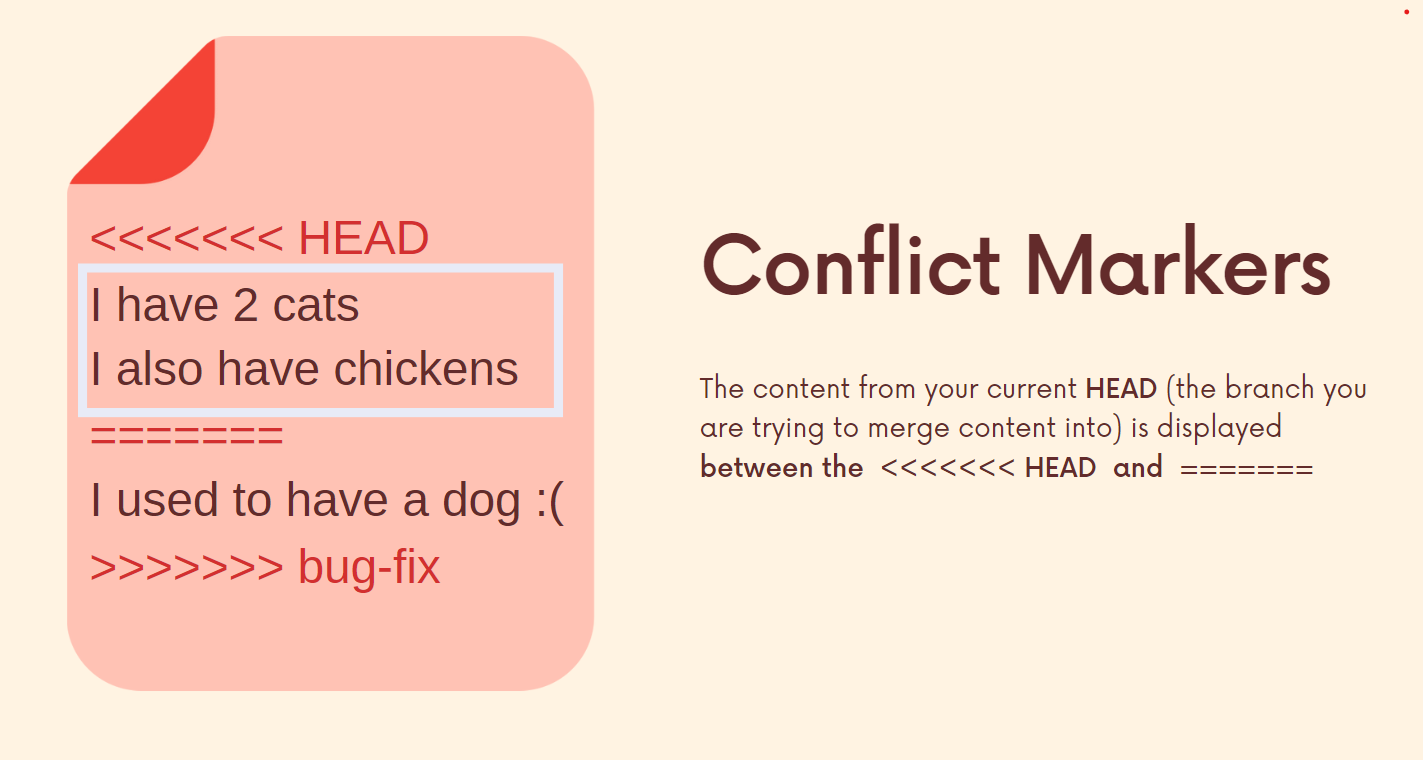 <<<<<<< HEAD
I have 2 cats
I also have chickens
=======
I used to have a dog :(
>>>>>>> bug-fix
Conflict Markers
The content from your current HEAD (the branch you
are trying to merge content into) is displayed
between the <<<<<<< HEAD and =======